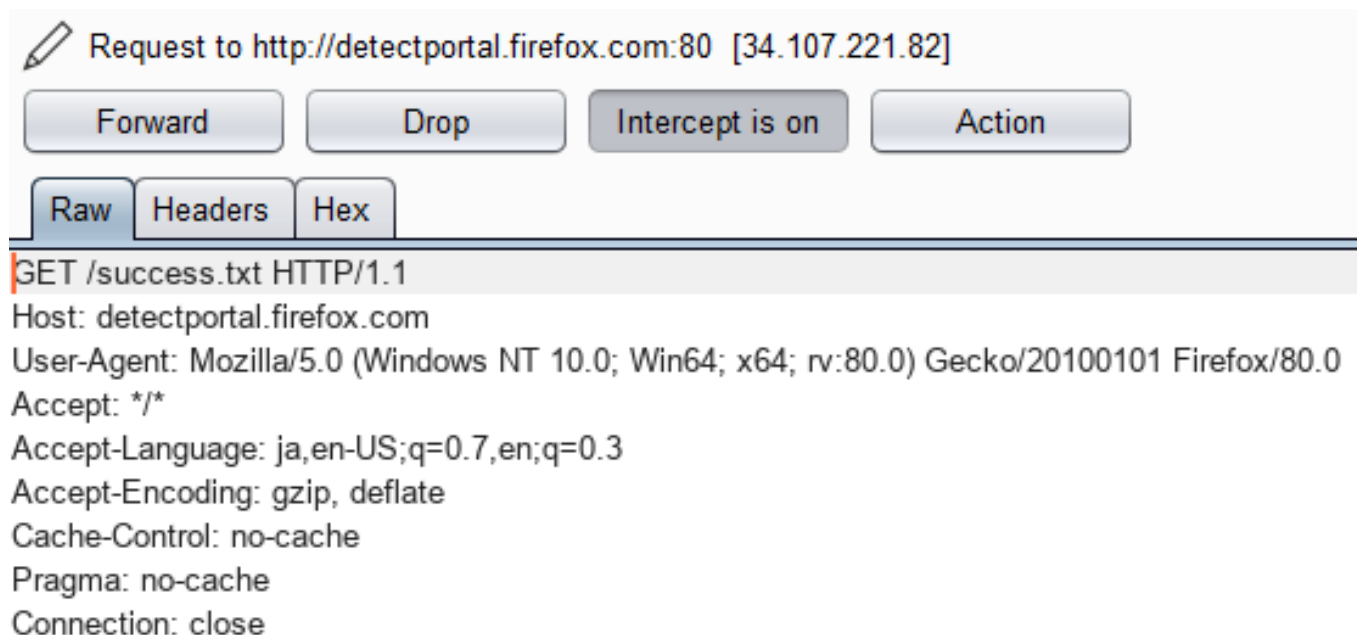 Request to http://detectportal.firefox.com:80 [34.107.221.82]
Forward Drop Intercept is on Action
Raw Headers Hex
GET /success.txt HTTP/1.1
Host: detectportal.firefox.com
User-Agent: Mozilla/5.0 (Windows NT 10.0; Win64; x64; rv:80.0) Gecko/20100101 Firefox/80.0
Accept: */*
Accept-Language: ja,en-US;q=0.7,en;q=0.3
Accept-Encoding: gzip, deflate
Cache-Control: no-cache
Pragma: no-cache
Connection: close